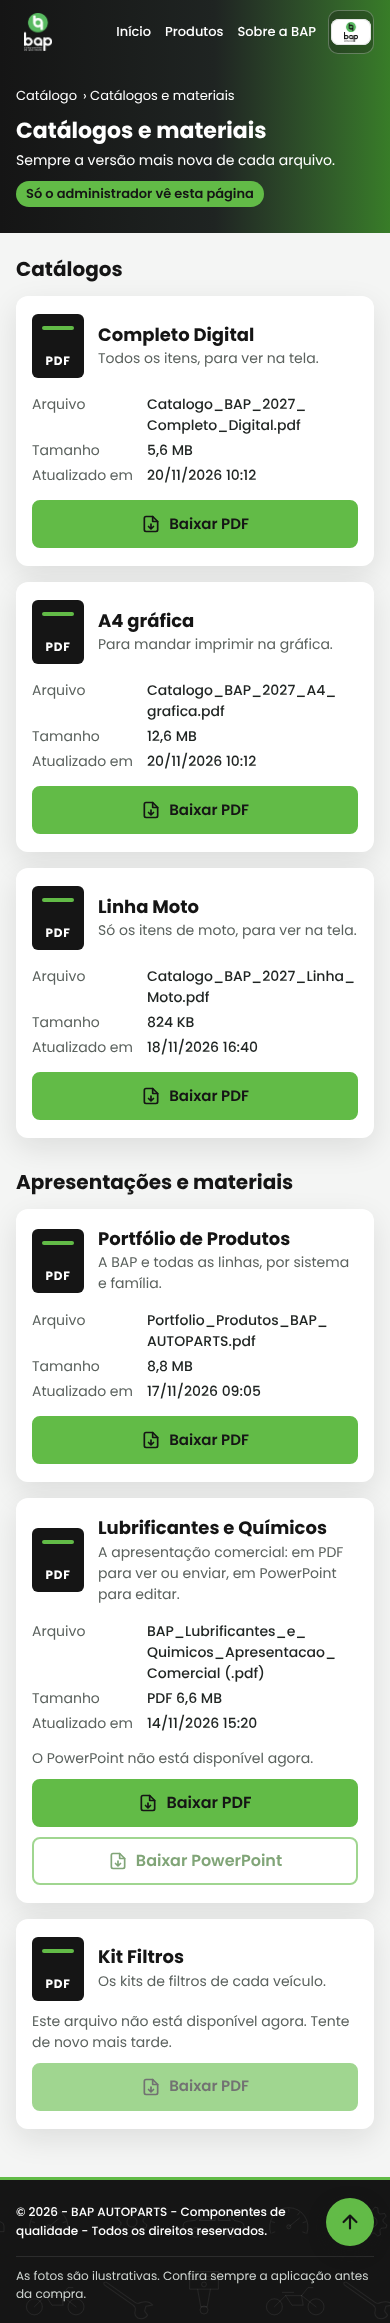 bap
Início Produtos Sobre a BAP
bap
Catálogo › Catálogos e materiais
Catálogos e materiais
Sempre a versão mais nova de cada arquivo.
Só o administrador vê esta página
Catálogos
PDF
Completo Digital
Todos os itens, para ver na tela.
Arquivo Catalogo_BAP_2027_
Completo_Digital.pdf
Tamanho 5,6 MB
Atualizado em 20/11/2026 10:12
Baixar PDF
PDF
A4 gráfica
Para mandar imprimir na gráfica.
Arquivo Catalogo_BAP_2027_A4_
grafica.pdf
Tamanho 12,6 MB
Atualizado em 20/11/2026 10:12
Baixar PDF
PDF
Linha Moto
Só os itens de moto, para ver na tela.
Arquivo Catalogo_BAP_2027_Linha_
Moto.pdf
Tamanho 824 KB
Atualizado em 18/11/2026 16:40
Baixar PDF
Apresentações e materiais
PDF
Portfólio de Produtos
A BAP e todas as linhas, por sistema
e família.
Arquivo Portfolio_Produtos_BAP_
AUTOPARTS.pdf
Tamanho 8,8 MB
Atualizado em 17/11/2026 09:05
Baixar PDF
PDF
Lubrificantes e Químicos
A apresentação comercial: em PDF
para ver ou enviar, em PowerPoint
para editar.
Arquivo BAP_Lubrificantes_e_
Quimicos_Apresentacao_
Comercial (.pdf)
Tamanho PDF 6,6 MB
Atualizado em 14/11/2026 15:20
O PowerPoint não está disponível agora.
Baixar PDF
Baixar PowerPoint
PDF
Kit Filtros
Os kits de filtros de cada veículo.
Este arquivo não está disponível agora. Tente
de novo mais tarde.
Baixar PDF
© 2026 - BAP AUTOPARTS - Componentes de
qualidade - Todos os direitos reservados.
As fotos são ilustrativas. Confira sempre a aplicação antes
da compra.